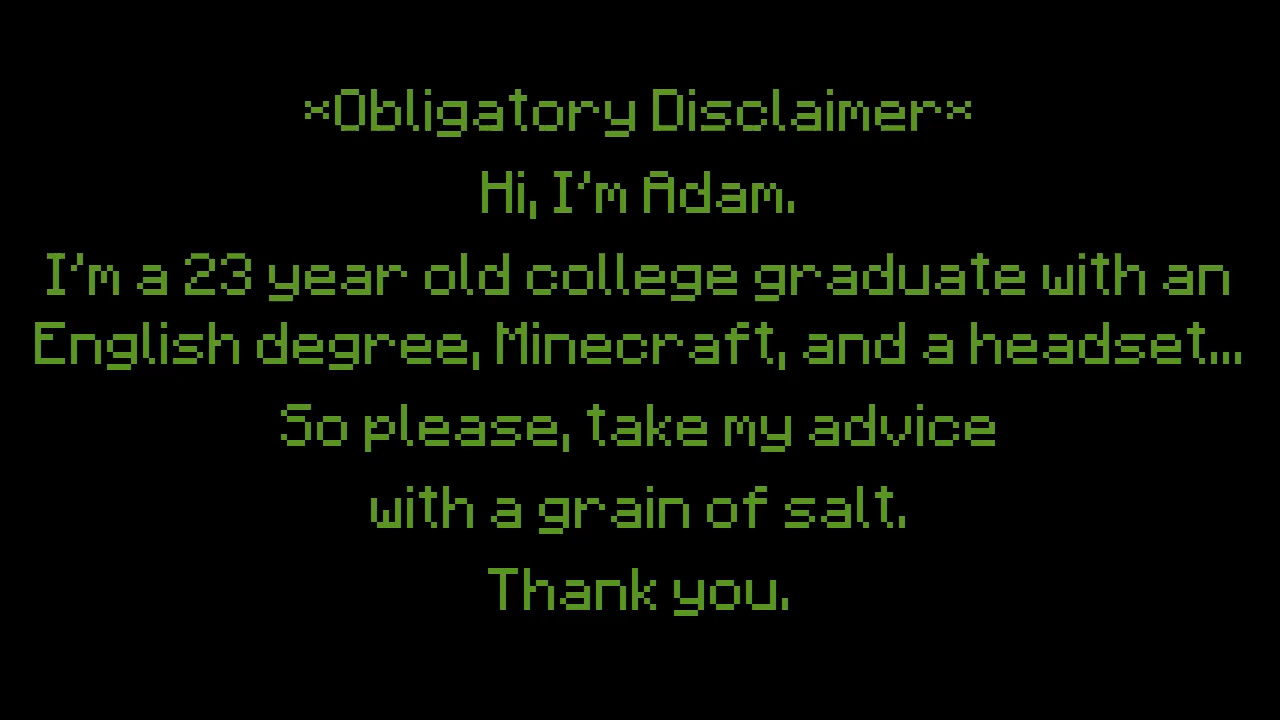 ×Obligatory Disclaimer×
Hi, I'm Adam.
I'm a 23 year old college graduate with an
English degree, Minecraft, and a headset...
So please, take my advice
with a grain of salt.
Thank you.